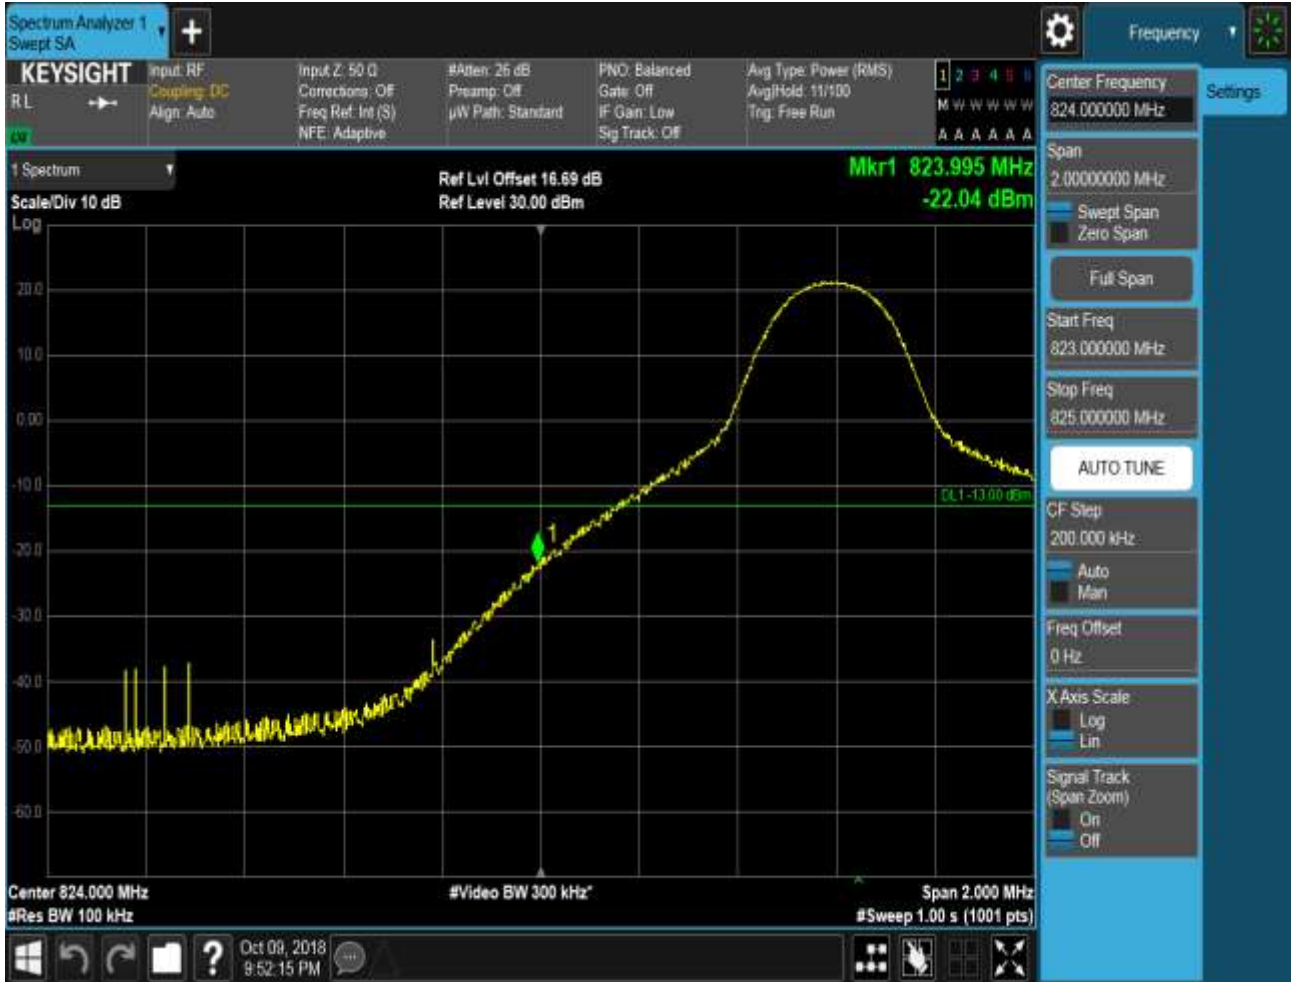 Spectrum Analyzer 1
Swept SA
+
Frequency
KEYSIGHT
R L
Input: RF
Coupling: DC
Align: Auto
Input Z: 50 Ω
Corrections: Off
Freq Ref: Int (S)
NFE: Adaptive
#Atten: 26 dB
Preamp: Off
µW Path: Standard
PNO: Balanced
Gate: Off
IF Gain: Low
Sig Track: Off
Avg Type: Power (RMS)
Avg|Hold: 11/100
Trig: Free Run
1 2 3 4 5 6
M W W W W W
A A A A A A
1 Spectrum
Scale/Div 10 dB
Log
Ref Lvl Offset 16.69 dB
Ref Level 30.00 dBm
Mkr1 823.995 MHz
-22.04 dBm
20.0
10.0
0.00
-10.0
-20.0
-30.0
-40.0
-50.0
-60.0
1
DL1 -13.00 dBm
Center 824.000 MHz
#Res BW 100 kHz
#Video BW 300 kHz*
Span 2.000 MHz
#Sweep 1.00 s (1001 pts)
Center Frequency
824.000000 MHz
Settings
Span
2.00000000 MHz
Swept Span
Zero Span
Full Span
Start Freq
823.000000 MHz
Stop Freq
825.000000 MHz
AUTO TUNE
CF Step
200.000 kHz
Auto
Man
Freq Offset
0 Hz
X Axis Scale
Log
Lin
Signal Track
(Span Zoom)
On
Off
?
Oct 09, 2018
9:52:15 PM